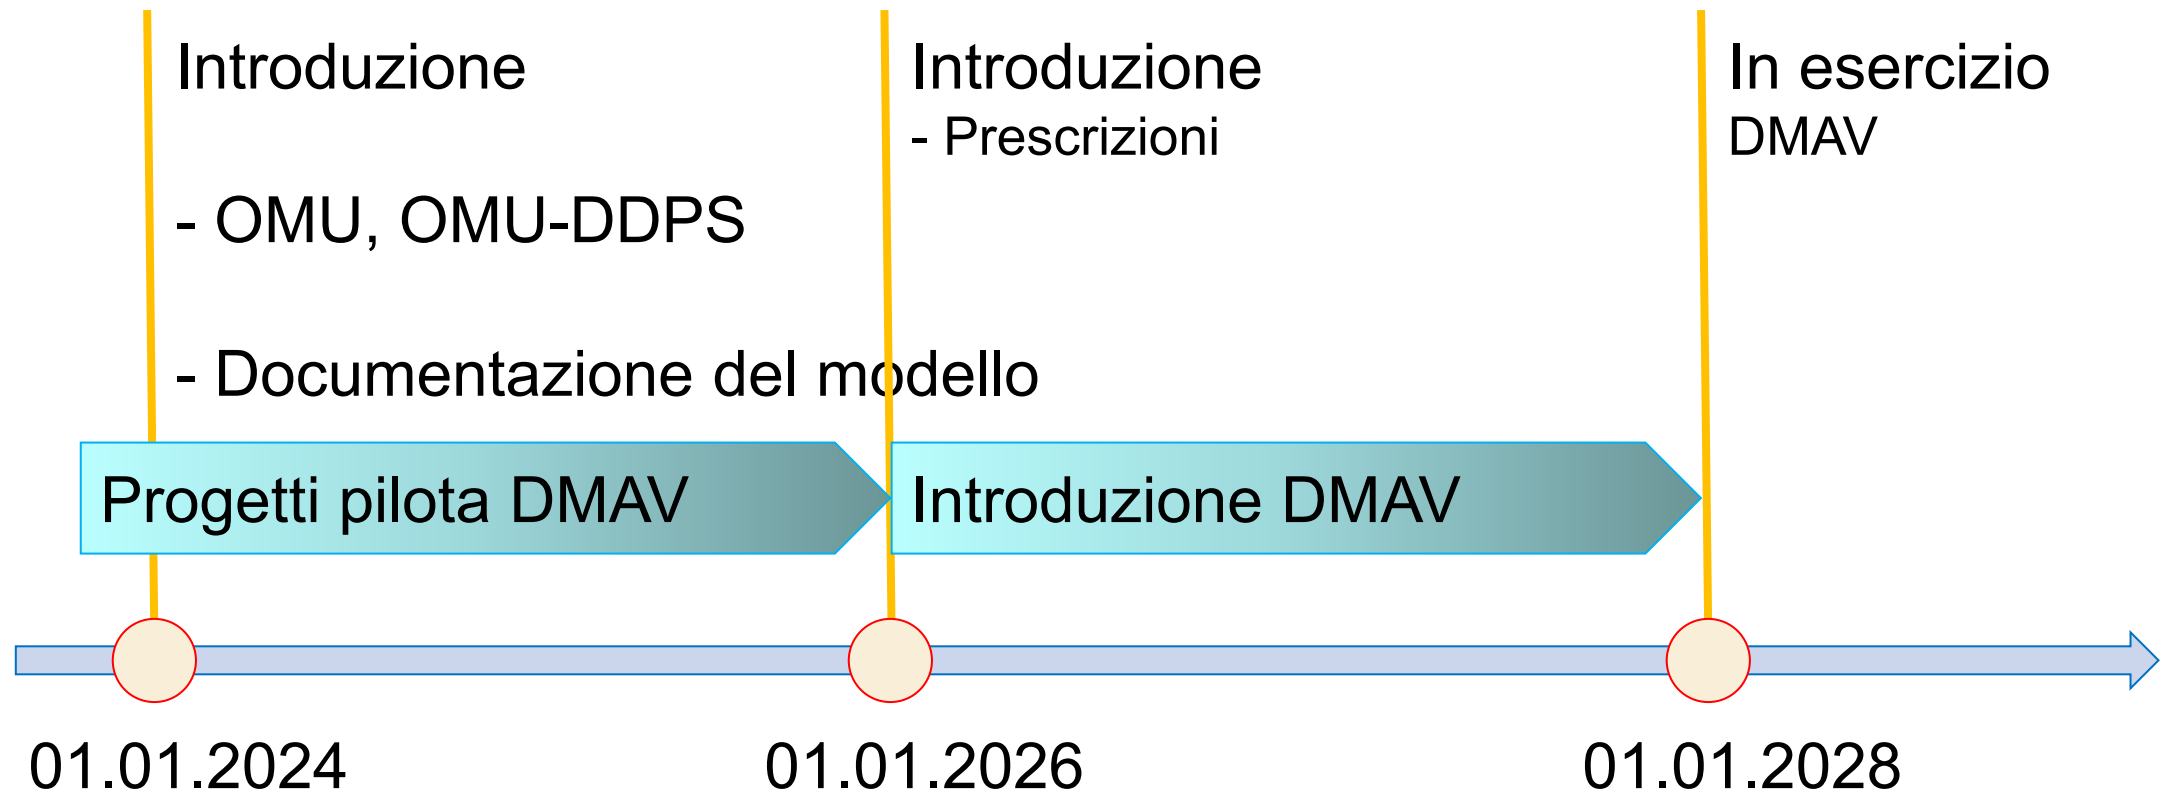 Introduzione
- OMU, OMU-DDPS
- Documentazione del modello
Introduzione
- Prescrizioni
In esercizio
DMAV
Progetti pilota DMAV
Introduzione DMAV
01.01.2024
01.01.2026
01.01.2028